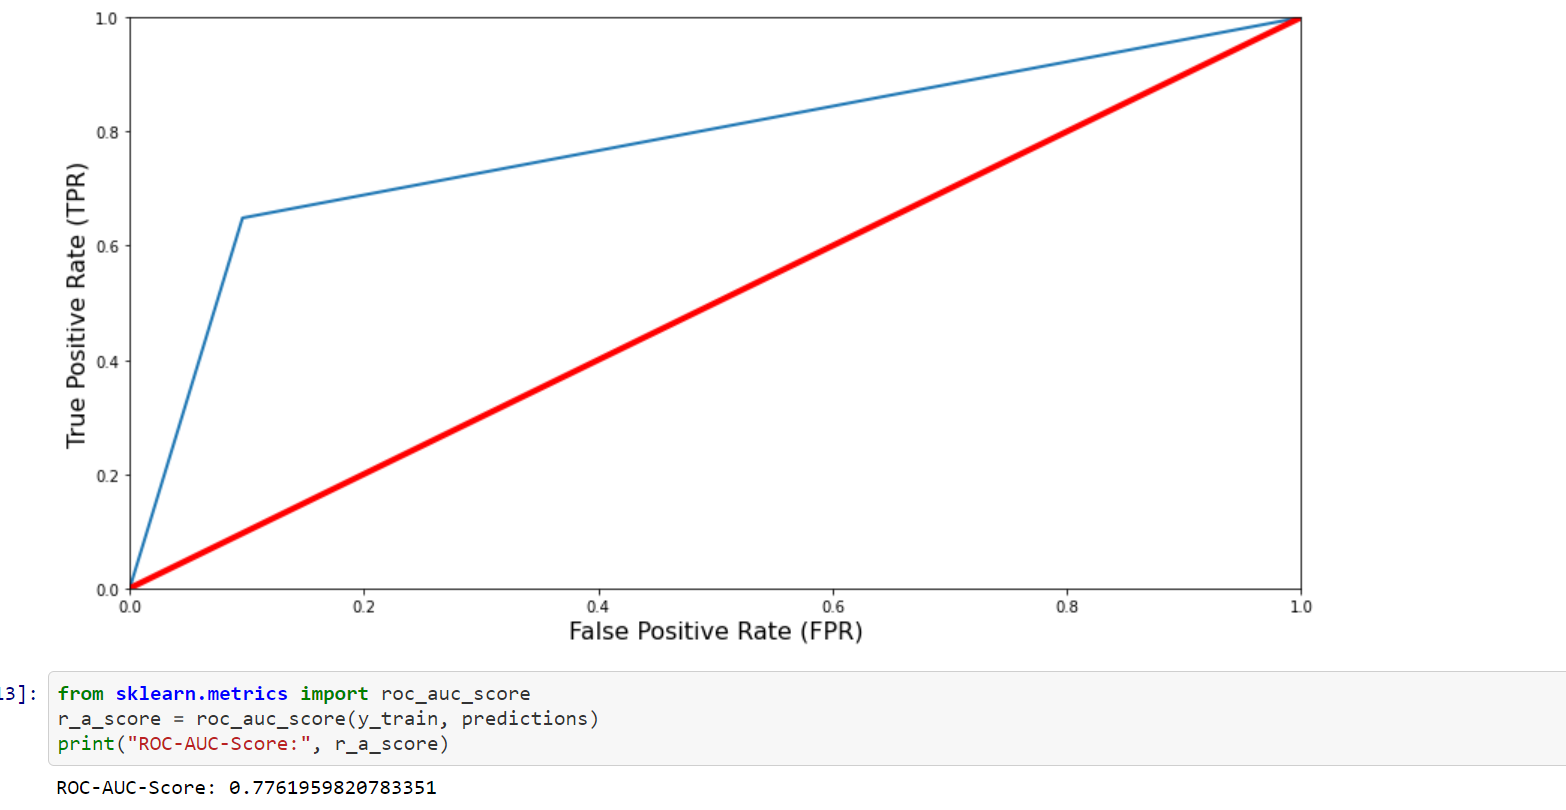 1.0
0.8
0.6
0.4
0.2
0.0
True Positive Rate (TPR)
0.0 0.2 0.4 0.6 0.8 1.0
False Positive Rate (FPR)
13]:
from sklearn.metrics import roc_auc_score
r_a_score = roc_auc_score(y_train, predictions)
print("ROC-AUC-Score:", r_a_score)
ROC-AUC-Score: 0.7761959820783351